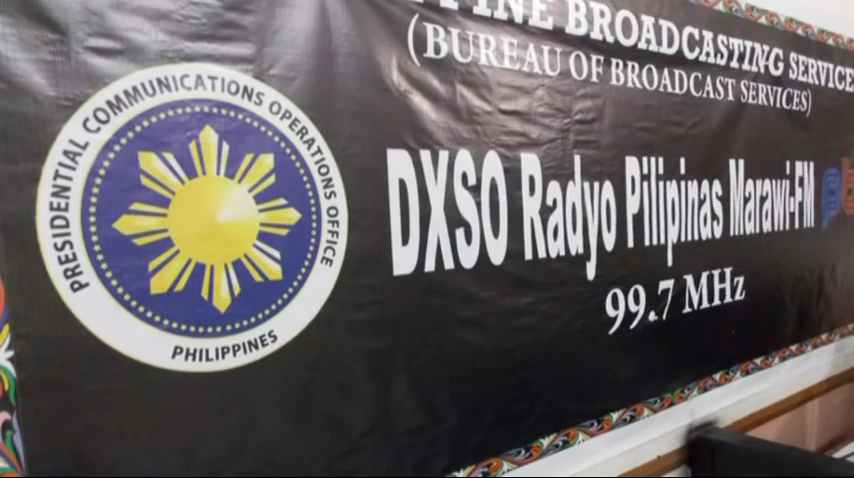 PINE BROADCASTING SERVICE
(BUREAU OF BROADCAST SERVICES)
DXSO Radyo Pilipinas Marawi-FM
99.7 MHz
PRESIDENTIAL COMMUNICATIONS OPERATIONS OFFICE
PHILIPPINES